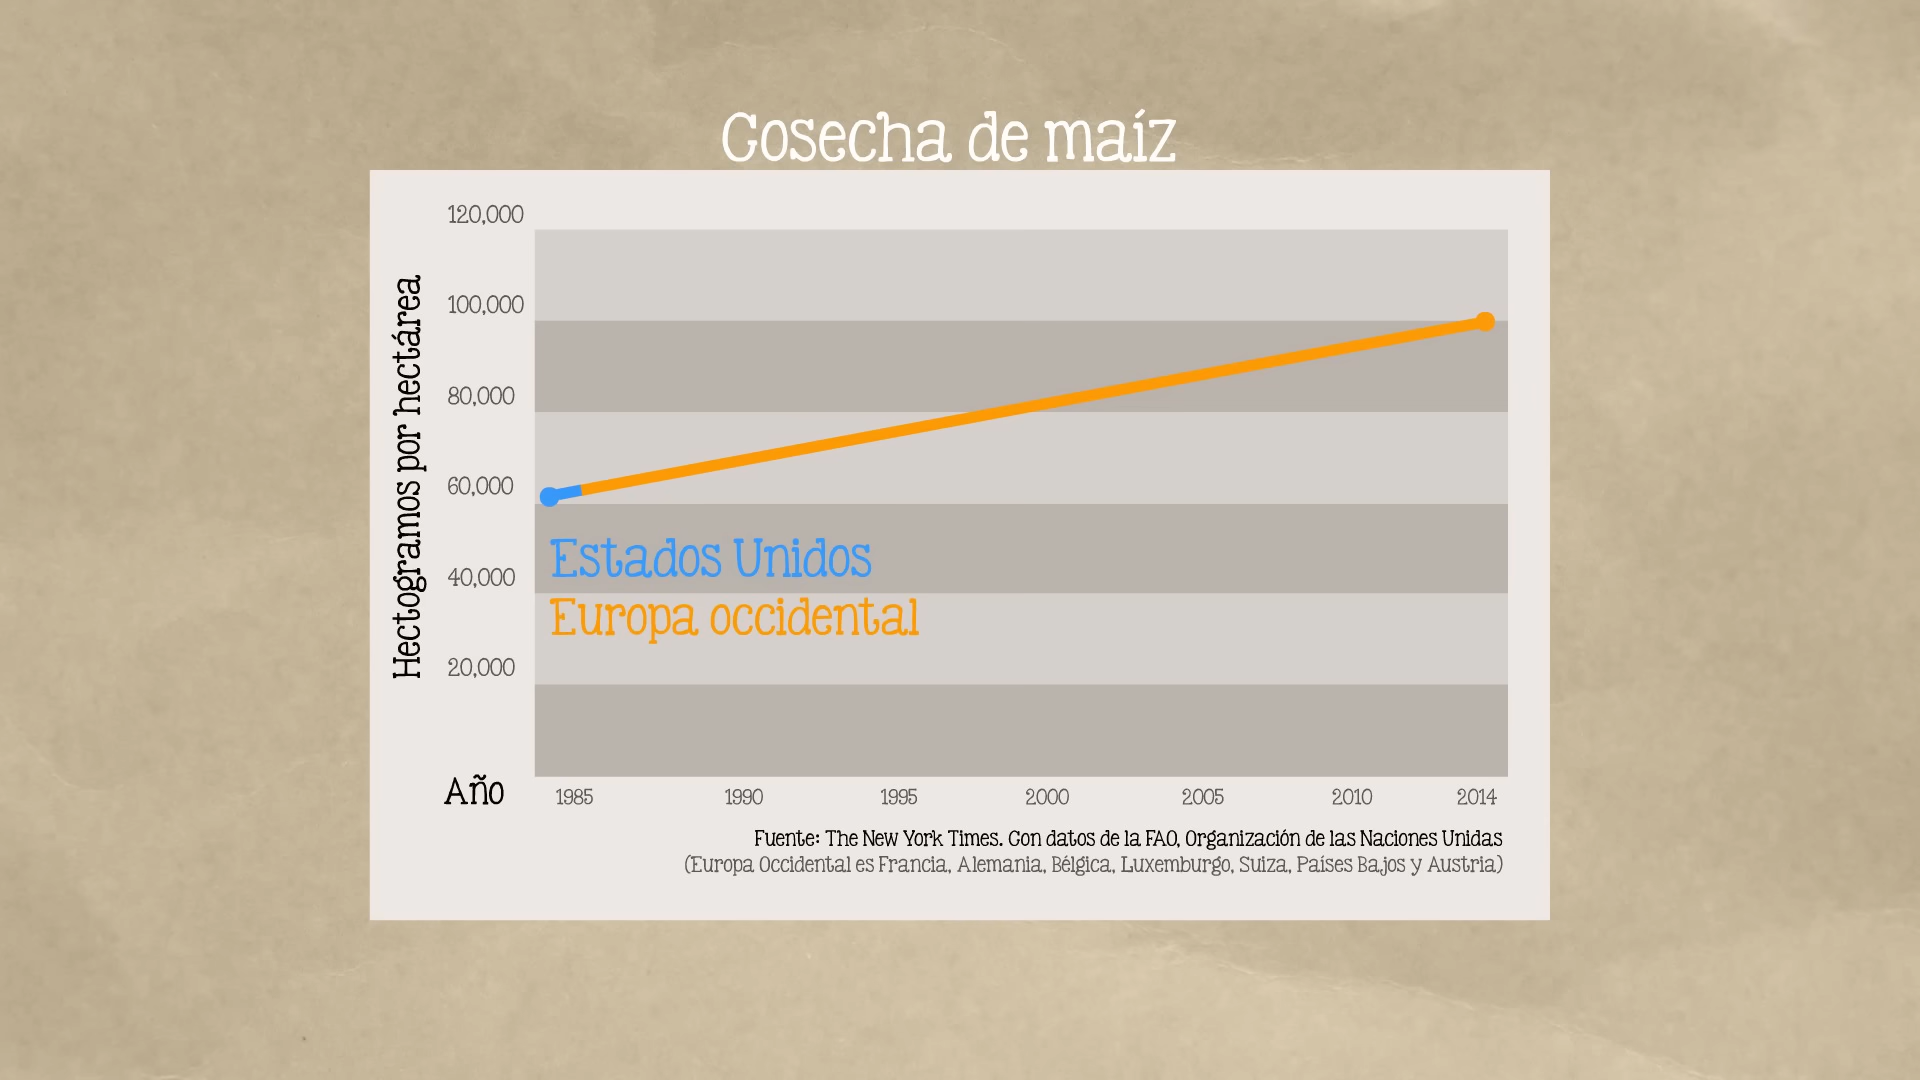 Cosecha de maíz
120,000
100,000
80,000
60,000
40,000
20,000
Hectogramos por hectárea
Estados Unidos
Europa occidental
Año
1985 1990 1995 2000 2005 2010 2014
Fuente: The New York Times. Con datos de la FAO, Organización de las Naciones Unidas
(Europa Occidental es Francia, Alemania, Bélgica, Luxemburgo, Suiza, Países Bajos y Austria)